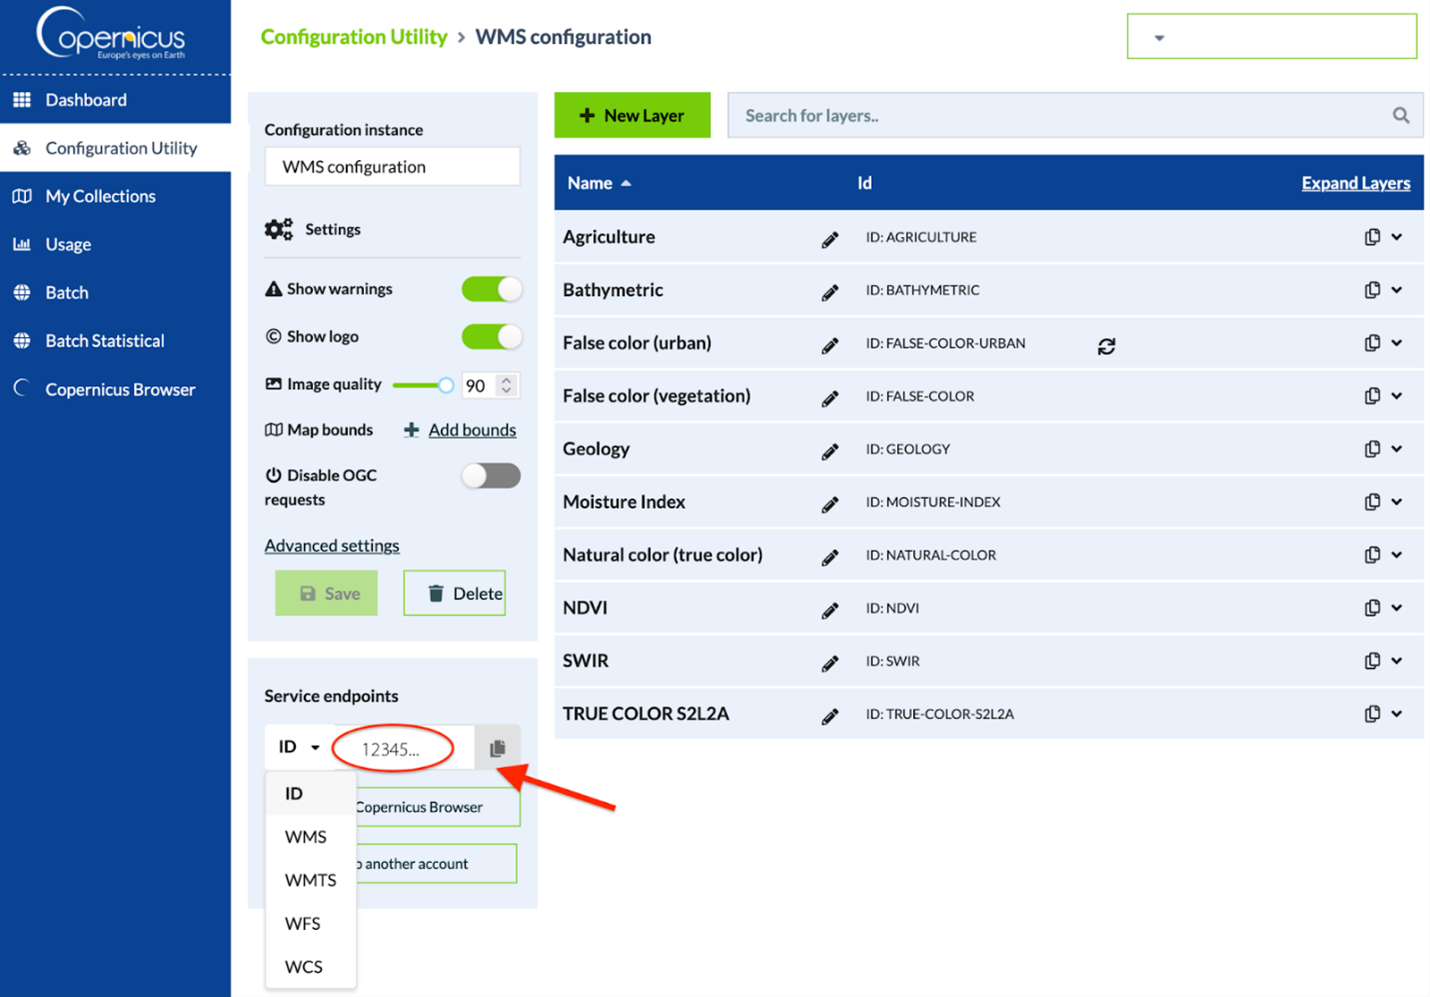 Copernicus
Europe's eyes on Earth
Dashboard
Configuration Utility
My Collections
Usage
Batch
Batch Statistical
Copernicus Browser
Configuration Utility > WMS configuration
Configuration instance
WMS configuration
Settings
Show warnings
Show logo
Image quality 90
Map bounds + Add bounds
Disable OGC
requests
Advanced settings
Save Delete
Service endpoints
ID 12345...
ID
WMS
WMTS
WFS
WCS
Copernicus Browser
another account
+ New Layer Search for layers..
Name Id Expand Layers
Agriculture ID: AGRICULTURE
Bathymetric ID: BATHYMETRIC
False color (urban) ID: FALSE-COLOR-URBAN
False color (vegetation) ID: FALSE-COLOR
Geology ID: GEOLOGY
Moisture Index ID: MOISTURE-INDEX
Natural color (true color) ID: NATURAL-COLOR
NDVI ID: NDVI
SWIR ID: SWIR
TRUE COLOR S2L2A ID: TRUE-COLOR-S2L2A